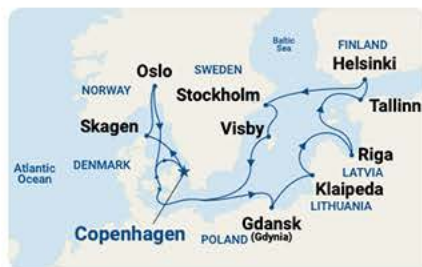 Baltic
Sea
FINLAND
Helsinki
Oslo
SWEDEN
NORWAY
Stockholm
Tallinn
Skagen
Visby
Riga
Atlantic
Ocean
DENMARK
LATVIA
Klaipeda
LITHUANIA
Copenhagen
Gdansk
POLAND
(Gdynia)